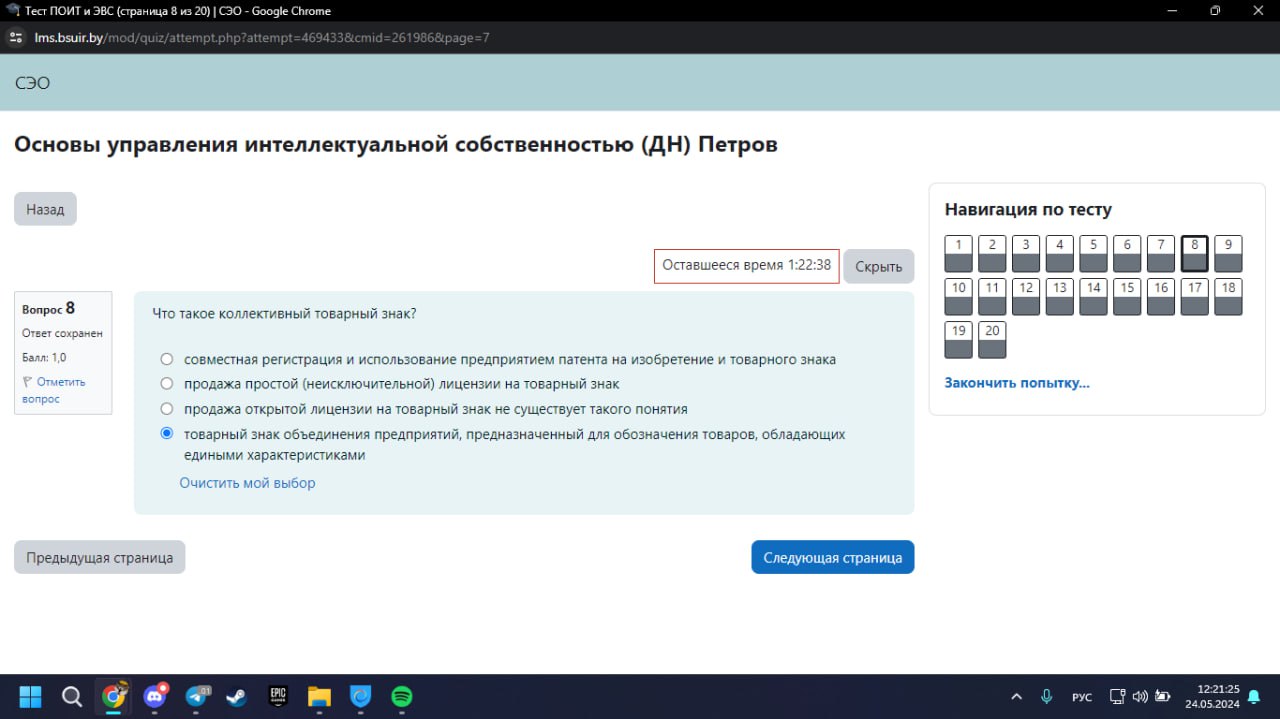 Тест ПОИТ и ЭВС (страница 8 из 20) | СЭО - Google Chrome
lms.bsuir.by/mod/quiz/attempt.php?attempt=469433&cmid=261986&page=7
СЭО
Основы управления интеллектуальной собственностью (ДН) Петров
Назад
Оставшееся время 1:22:38
Скрыть
Вопрос 8
Ответ сохранен
Балл: 1,0
Отметить
вопрос
Что такое коллективный товарный знак?
совместная регистрация и использование предприятием патента на изобретение и товарного знака
продажа простой (неисключительной) лицензии на товарный знак
продажа открытой лицензии на товарный знак не существует такого понятия
товарный знак объединения предприятий, предназначенный для обозначения товаров, обладающих
едиными характеристиками
Очистить мой выбор
Предыдущая страница
Следующая страница
Навигация по тесту
1 2 3 4 5 6 7 8 9
10 11 12 13 14 15 16 17 18
19 20
Закончить попытку...
EPIC
GAMES
01
РУС
12:21:25
24.05.2024